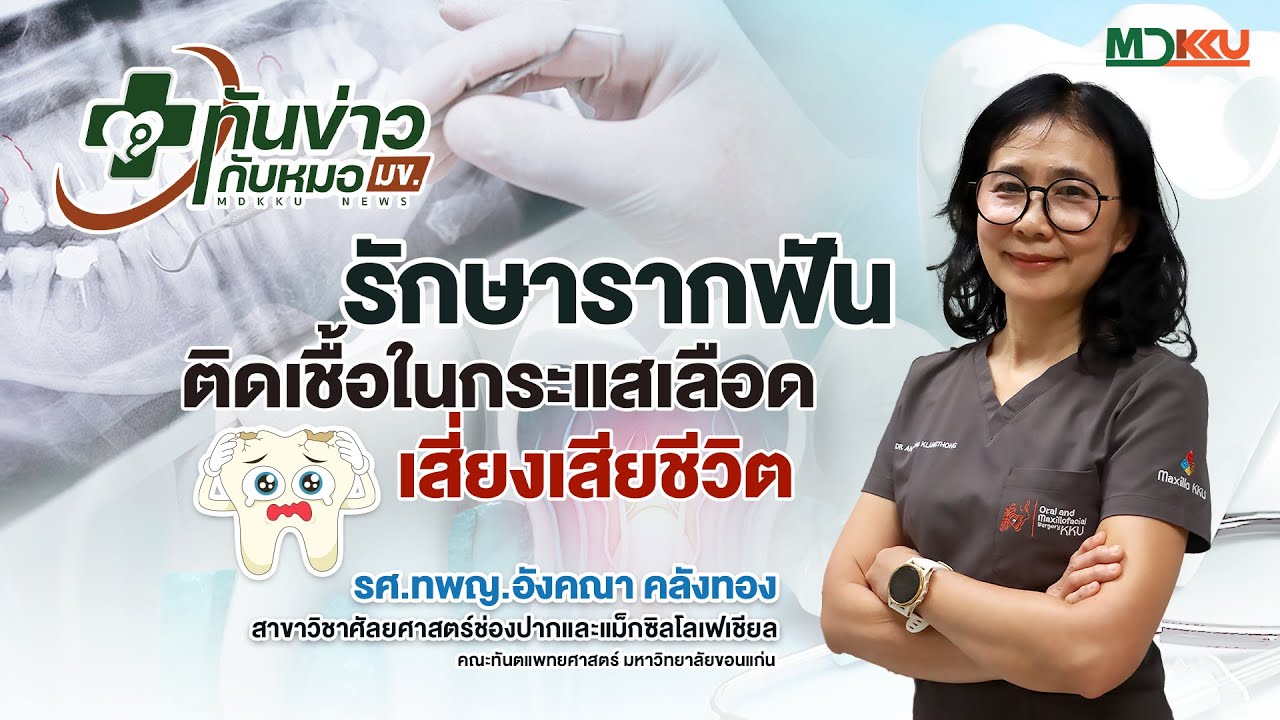 MDKKU
ทันข่าว
กับหมอ มข.
MDKKU NEWS
รักษารากฟัน
ติดเชื้อในกระแสเลือด
เสี่ยงเสียชีวิต
รศ.ทพญ.อังคณา คลังทอง
สาขาวิชาศัลยศาสตร์ช่องปากและแม็กซิลโลเฟเชียล
คณะทันตแพทยศาสตร์ มหาวิทยาลัยขอนแก่น
DR. KLANGTHONG
Maxillo KKU
Oral and
Maxillofacial
Surgery KKU